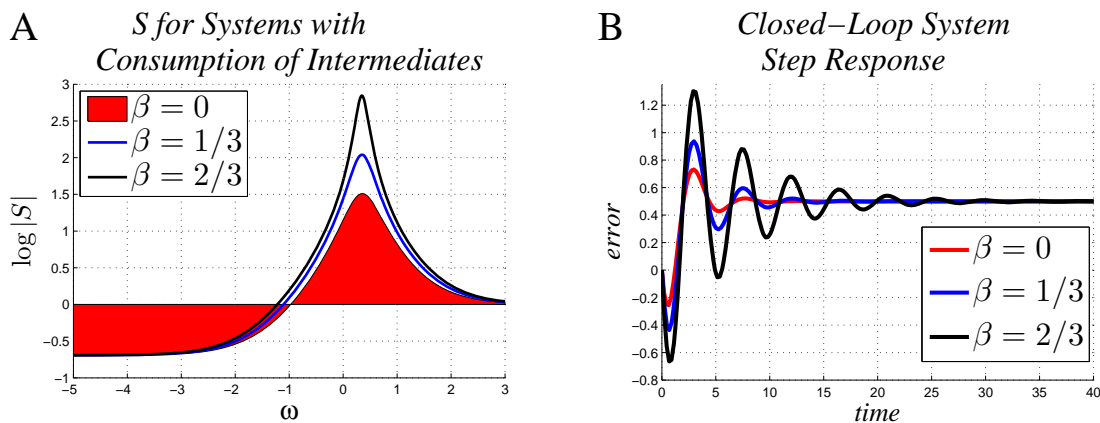 A
S for Systems with
Consumption of Intermediates
3
2.5
2
1.5
1
0.5
0
−0.5
−1
log |S|
β = 0
β = 1/3
β = 2/3
−5 −4 −3 −2 −1 0 1 2 3
ω
B
Closed−Loop System
Step Response
1.2
1
0.8
0.6
0.4
0.2
0
−0.2
−0.4
−0.6
−0.8
error
β = 0
β = 1/3
β = 2/3
0 5 10 15 20 25 30 35 40
time